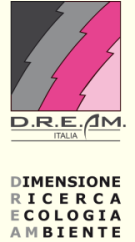 D.R.E.AM.
ITALIA
DIMENSIONE
RICERCA
ECOLOGIA
AMBIENTE